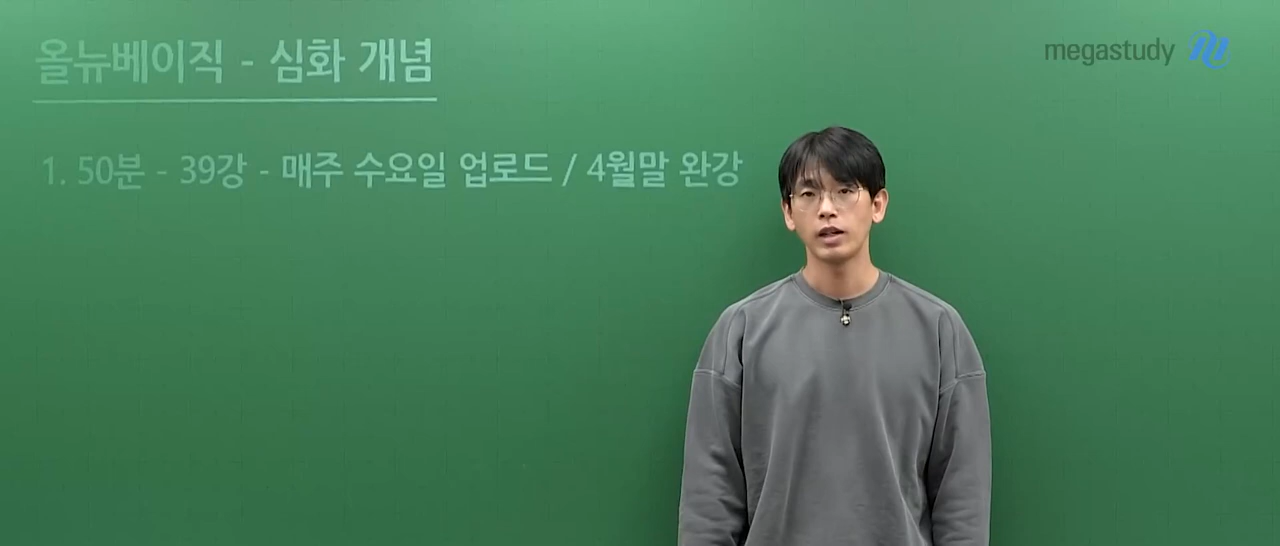 올뉴베이직 - 심화 개념
megastudy
1. 50분 - 39강 - 매주 수요일 업로드 / 4월말 완강